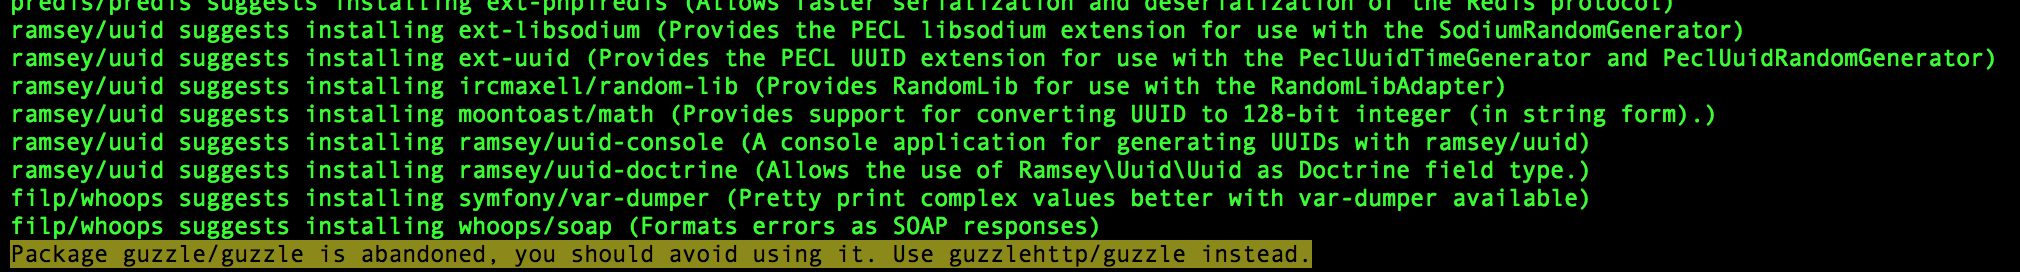 predis/predis suggests installing ext-phpiredis (Allows faster serialization and deserialization of the Redis protocol)
ramsey/uuid suggests installing ext-libsodium (Provides the PECL libsodium extension for use with the SodiumRandomGenerator)
ramsey/uuid suggests installing ext-uuid (Provides the PECL UUID extension for use with the PeclUuidTimeGenerator and PeclUuidRandomGenerator)
ramsey/uuid suggests installing ircmaxell/random-lib (Provides RandomLib for use with the RandomLibAdapter)
ramsey/uuid suggests installing moontoast/math (Provides support for converting UUID to 128-bit integer (in string form).)
ramsey/uuid suggests installing ramsey/uuid-console (A console application for generating UUIDs with ramsey/uuid)
ramsey/uuid suggests installing ramsey/uuid-doctrine (Allows the use of Ramsey\Uuid\Uuid as Doctrine field type.)
filp/whoops suggests installing symfony/var-dumper (Pretty print complex values better with var-dumper available)
filp/whoops suggests installing whoops/soap (Formats errors as SOAP responses)
Package guzzle/guzzle is abandoned, you should avoid using it. Use guzzlehttp/guzzle instead.